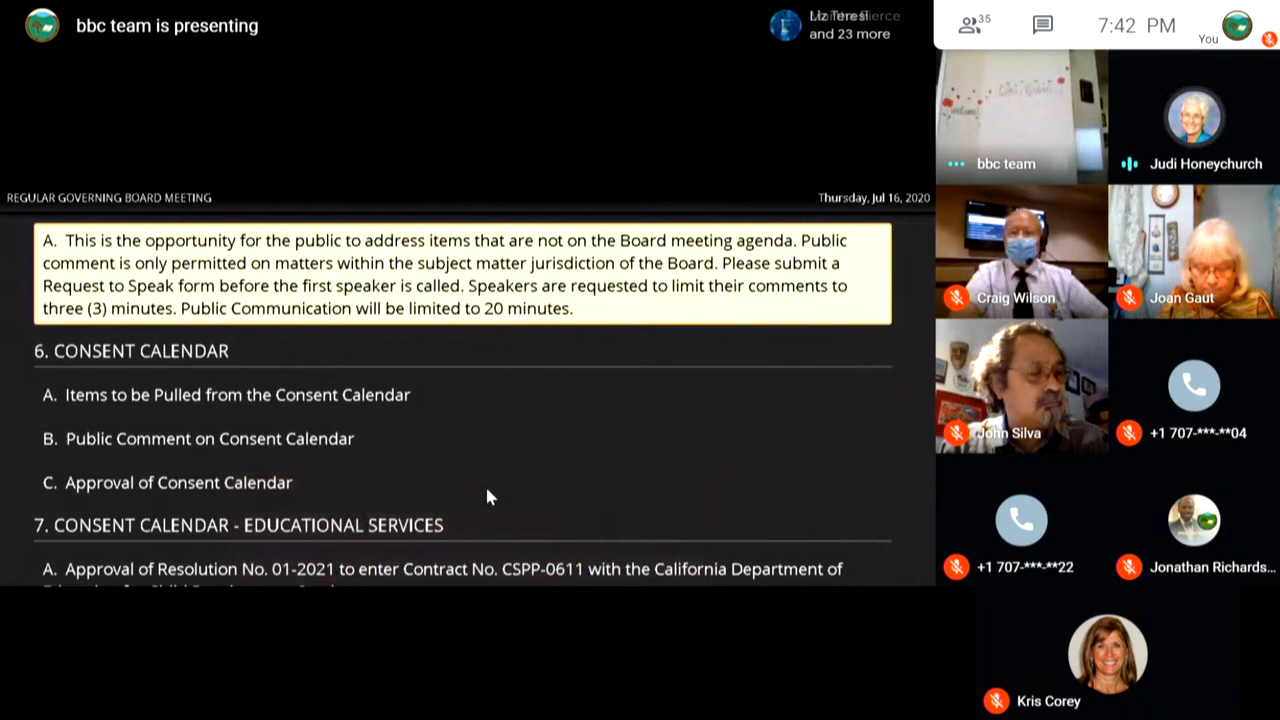 bbc team is presenting
and 23 more
35
7:42 PM
You
welcome
bbc team
Judi Honeychurch
REGULAR GOVERNING BOARD MEETING
Thursday, Jul 16, 2020
A. This is the opportunity for the public to address items that are not on the Board meeting agenda. Public
comment is only permitted on matters within the subject matter jurisdiction of the Board. Please submit a
Request to Speak form before the first speaker is called. Speakers are requested to limit their comments to
three (3) minutes. Public Communication will be limited to 20 minutes.
Craig Wilson
Joan Gaut
6. CONSENT CALENDAR
A. Items to be Pulled from the Consent Calendar
B. Public Comment on Consent Calendar
John Silva
+1 707-***-**04
C. Approval of Consent Calendar
7. CONSENT CALENDAR - EDUCATIONAL SERVICES
A. Approval of Resolution No. 01-2021 to enter Contract No. CSPP-0611 with the California Department of
+1 707-***-**22
Jonathan Richards...
Kris Corey